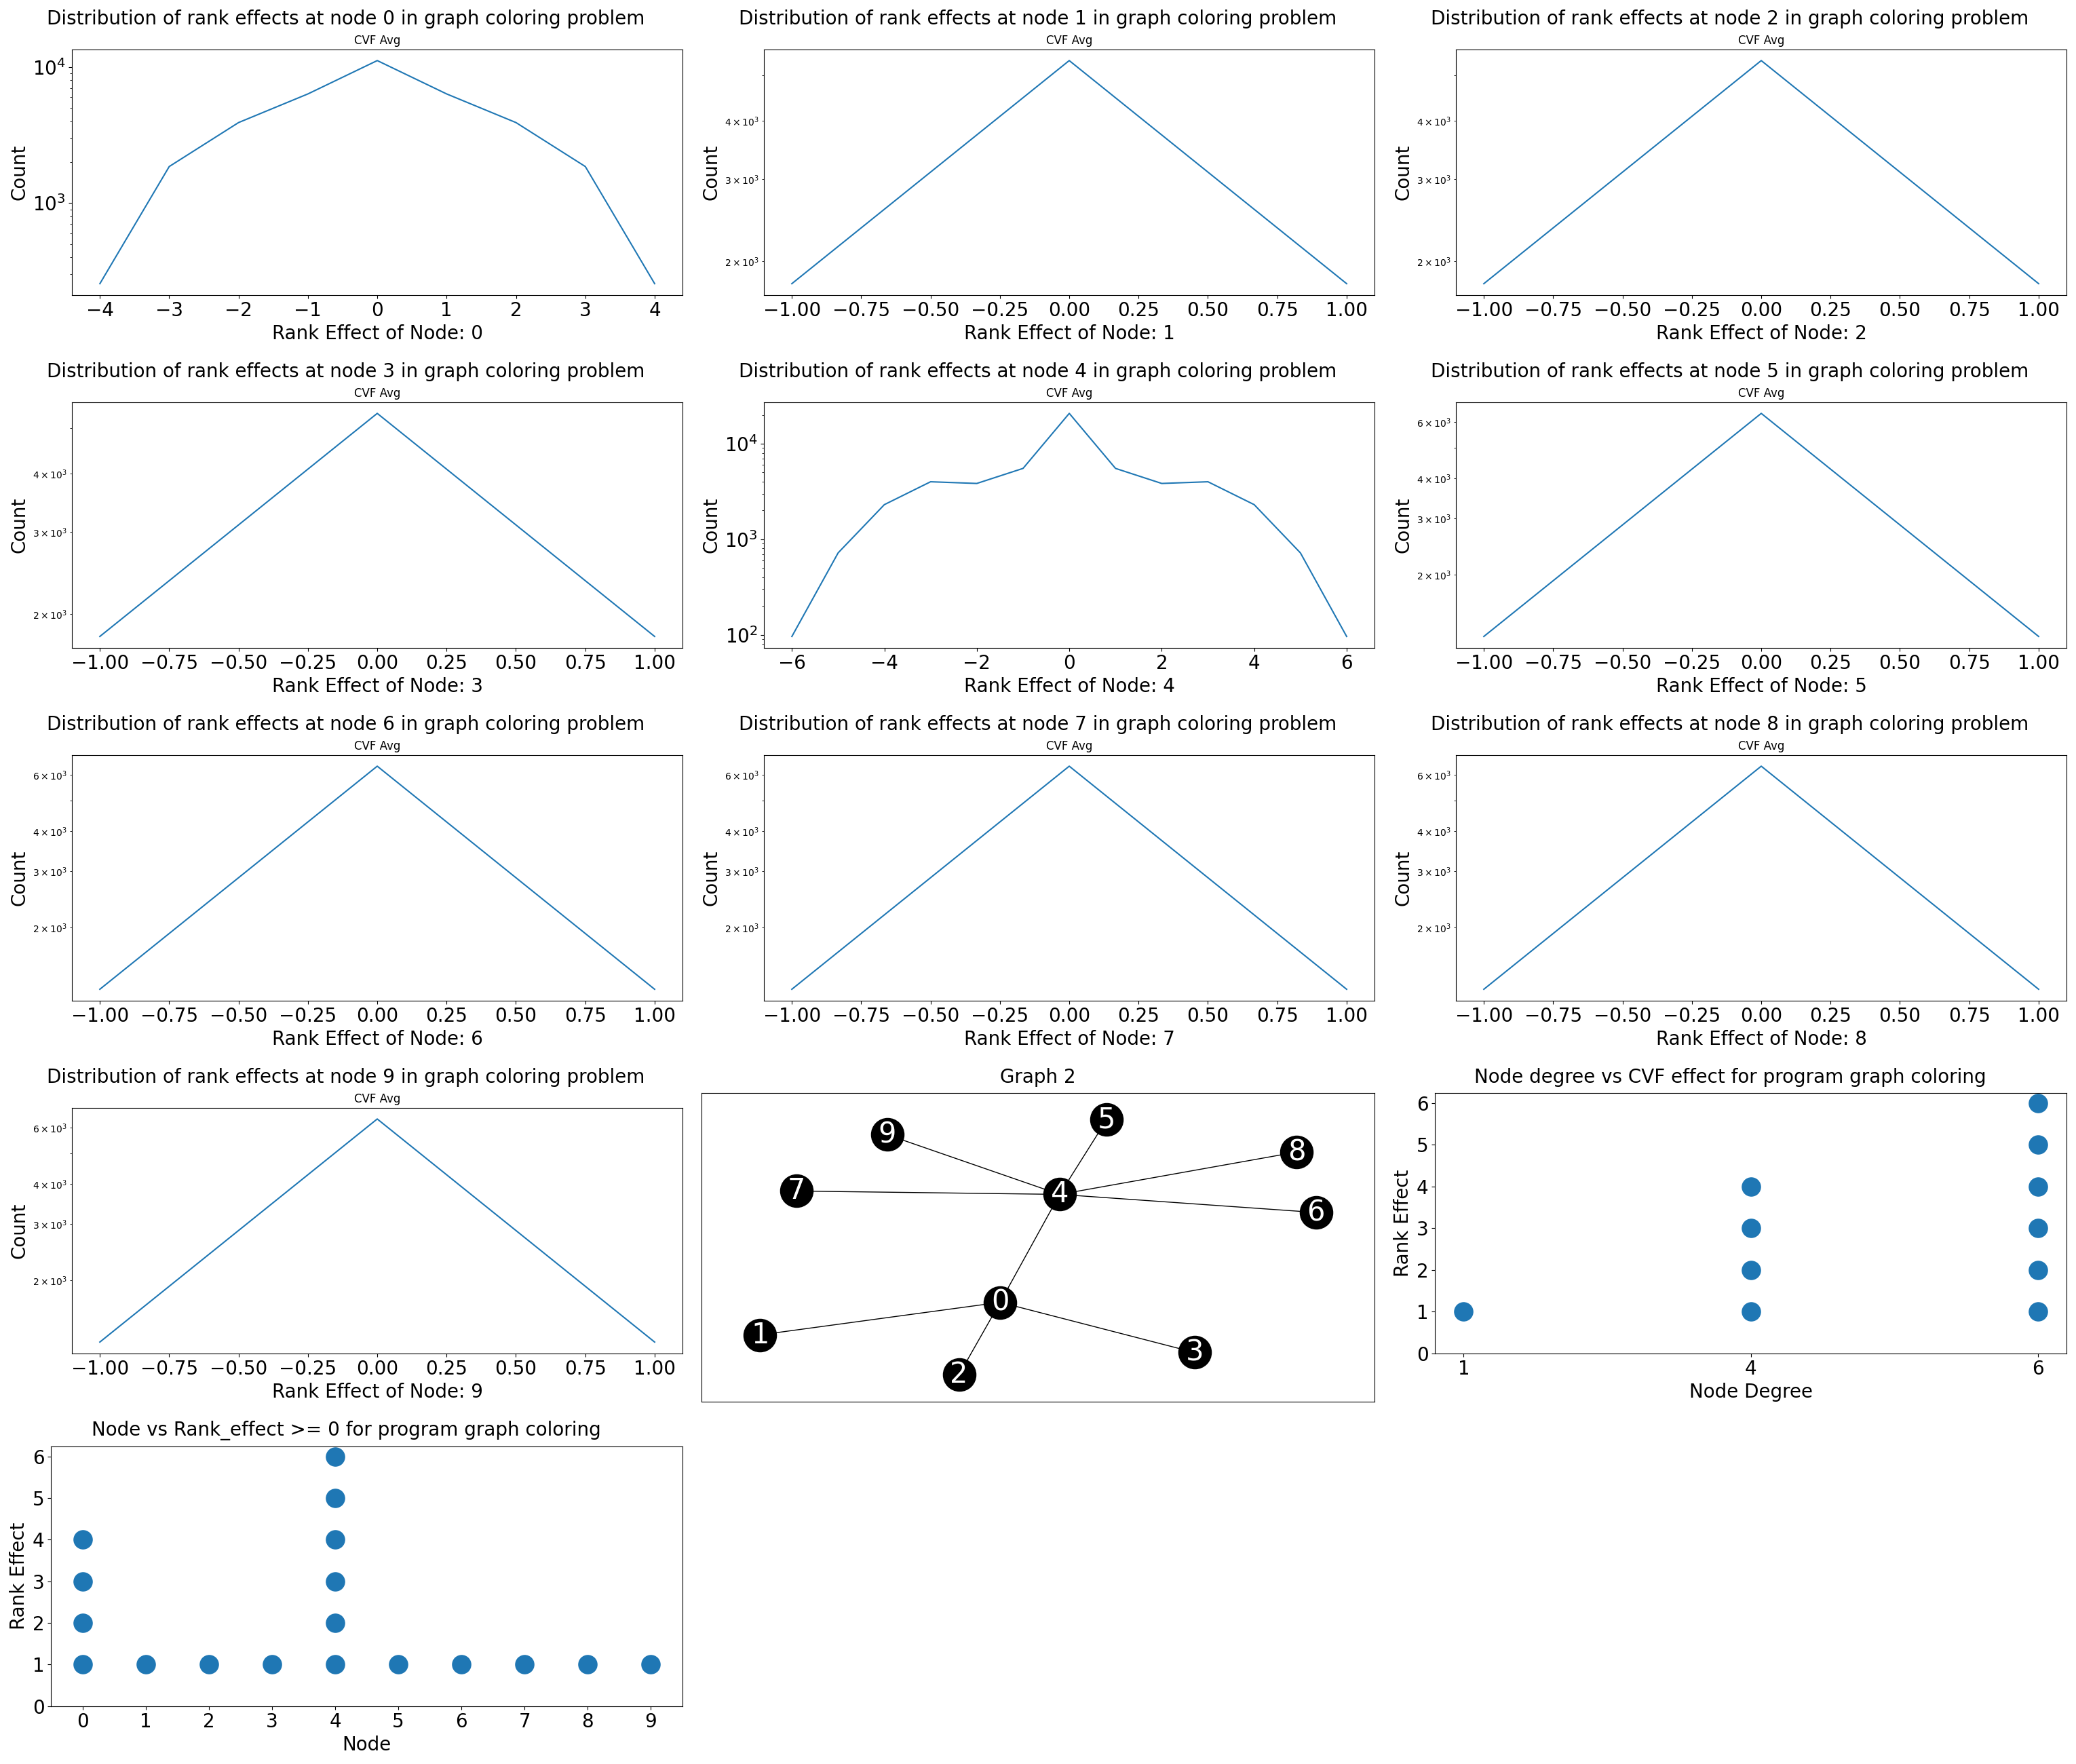 Distribution of rank effects at node 0 in graph coloring problem
CVF Avg
Count
10^4
10^3
−4 −3 −2 −1 0 1 2 3 4
Rank Effect of Node: 0
Distribution of rank effects at node 1 in graph coloring problem
CVF Avg
Count
4 × 10^3
3 × 10^3
2 × 10^3
−1.00 −0.75 −0.50 −0.25 0.00 0.25 0.50 0.75 1.00
Rank Effect of Node: 1
Distribution of rank effects at node 2 in graph coloring problem
CVF Avg
Count
4 × 10^3
3 × 10^3
2 × 10^3
−1.00 −0.75 −0.50 −0.25 0.00 0.25 0.50 0.75 1.00
Rank Effect of Node: 2
Distribution of rank effects at node 3 in graph coloring problem
CVF Avg
Count
4 × 10^3
3 × 10^3
2 × 10^3
−1.00 −0.75 −0.50 −0.25 0.00 0.25 0.50 0.75 1.00
Rank Effect of Node: 3
Distribution of rank effects at node 4 in graph coloring problem
CVF Avg
Count
10^4
10^3
10^2
−6 −4 −2 0 2 4 6
Rank Effect of Node: 4
Distribution of rank effects at node 5 in graph coloring problem
CVF Avg
Count
6 × 10^3
4 × 10^3
3 × 10^3
2 × 10^3
−1.00 −0.75 −0.50 −0.25 0.00 0.25 0.50 0.75 1.00
Rank Effect of Node: 5
Distribution of rank effects at node 6 in graph coloring problem
CVF Avg
Count
6 × 10^3
4 × 10^3
3 × 10^3
2 × 10^3
−1.00 −0.75 −0.50 −0.25 0.00 0.25 0.50 0.75 1.00
Rank Effect of Node: 6
Distribution of rank effects at node 7 in graph coloring problem
CVF Avg
Count
6 × 10^3
4 × 10^3
3 × 10^3
2 × 10^3
−1.00 −0.75 −0.50 −0.25 0.00 0.25 0.50 0.75 1.00
Rank Effect of Node: 7
Distribution of rank effects at node 8 in graph coloring problem
CVF Avg
Count
6 × 10^3
4 × 10^3
3 × 10^3
2 × 10^3
−1.00 −0.75 −0.50 −0.25 0.00 0.25 0.50 0.75 1.00
Rank Effect of Node: 8
Distribution of rank effects at node 9 in graph coloring problem
CVF Avg
Count
6 × 10^3
4 × 10^3
3 × 10^3
2 × 10^3
−1.00 −0.75 −0.50 −0.25 0.00 0.25 0.50 0.75 1.00
Rank Effect of Node: 9
Graph 2
5
9
8
7
4
6
0
1
3
2
Node degree vs CVF effect for program graph coloring
Rank Effect
6
5
4
3
2
1
0
1 4 6
Node Degree
Node vs Rank_effect >= 0 for program graph coloring
Rank Effect
6
5
4
3
2
1
0
0 1 2 3 4 5 6 7 8 9
Node